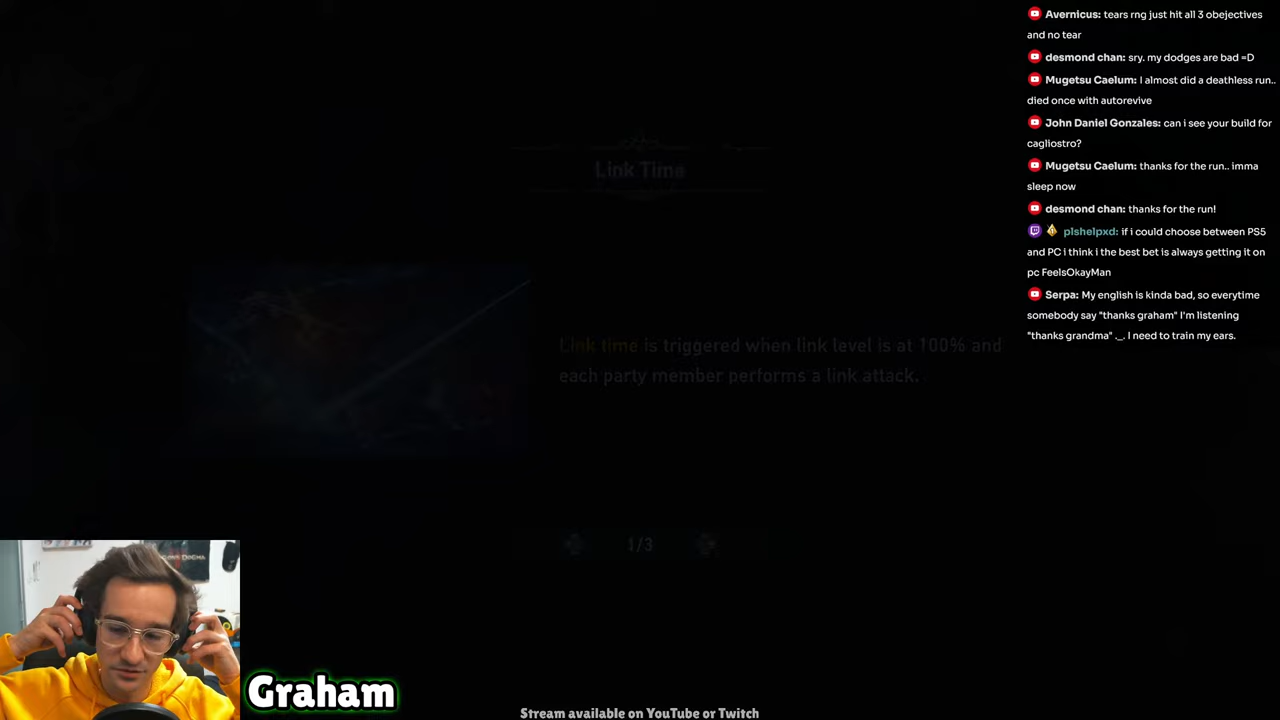 Avernicus: tears rng just hit all 3 obejectives
and no tear
desmond chan: sry. my dodges are bad =D
Mugetsu Caelum: I almost did a deathless run..
died once with autorevive
John Daniel Gonzales: can i see your build for
cagliostro?
Mugetsu Caelum: thanks for the run.. imma
sleep now
desmond chan: thanks for the run!
plshelpxd: if i could choose between PS5
and PC i think i the best bet is always getting it on
pc FeelsOkayMan
Serpa: My english is kinda bad, so everytime
somebody say "thanks graham" I'm listening
"thanks grandma" ._. I need to train my ears.
Link Time
Link time is triggered when link level is at 100% and
each party member performs a link attack.
1/3
Graham
Stream available on YouTube or Twitch